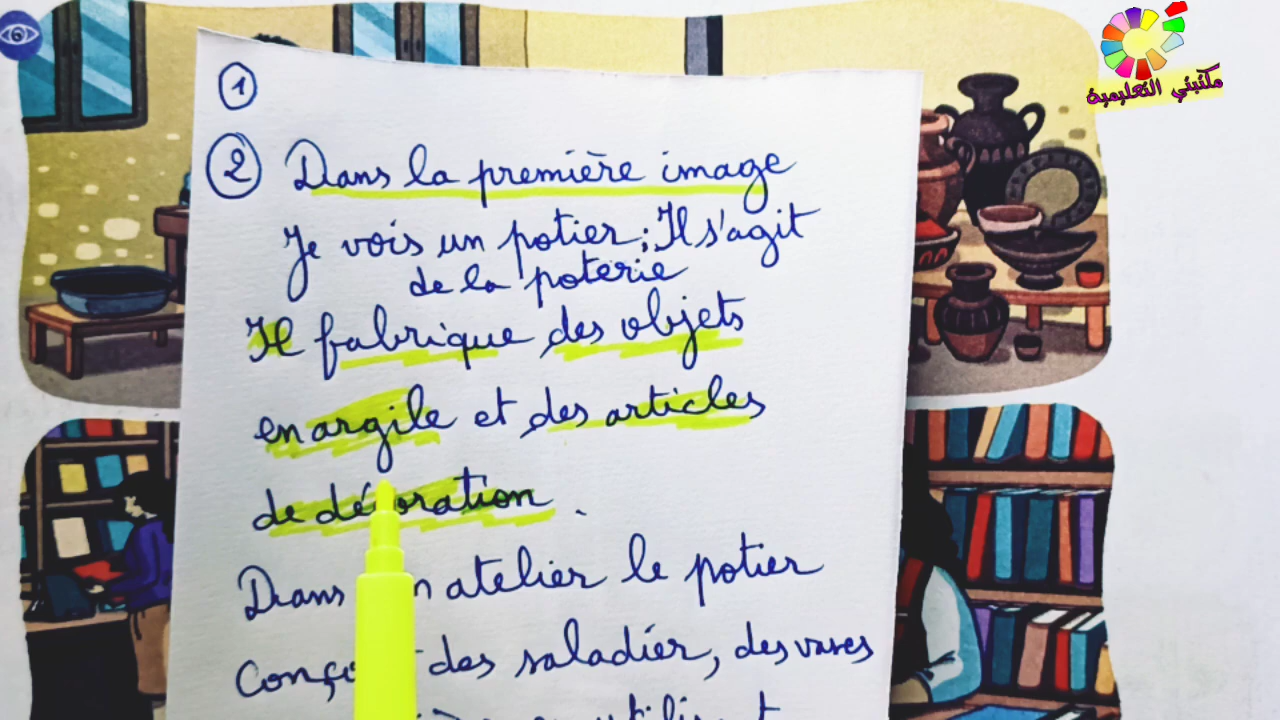 مكتبتي التعليمية
1
2 Dans la première image
Je vois un potier : Il s'agit
de la poterie
Il fabrique des objets
en argile et des articles
de décoration .
Dans atelier le potier
des saladier, des vases
utilisant